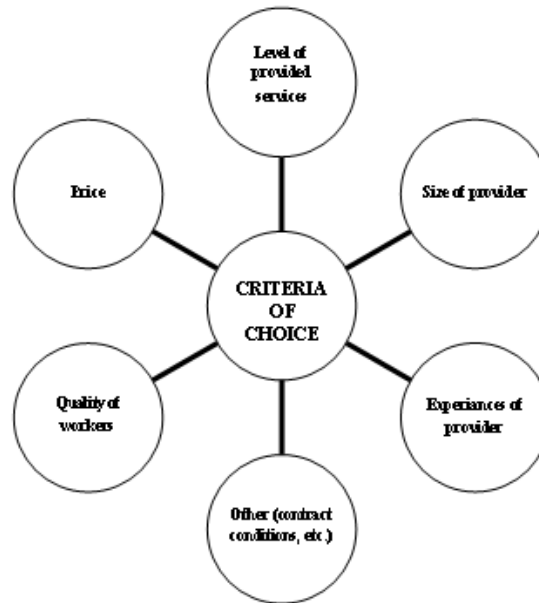 Level of
provided
services
Price
Size of provider
CRITERIA
OF
CHOICE
Quality of
workers
Experiances of
provider
Other (contract
conditions, etc.)